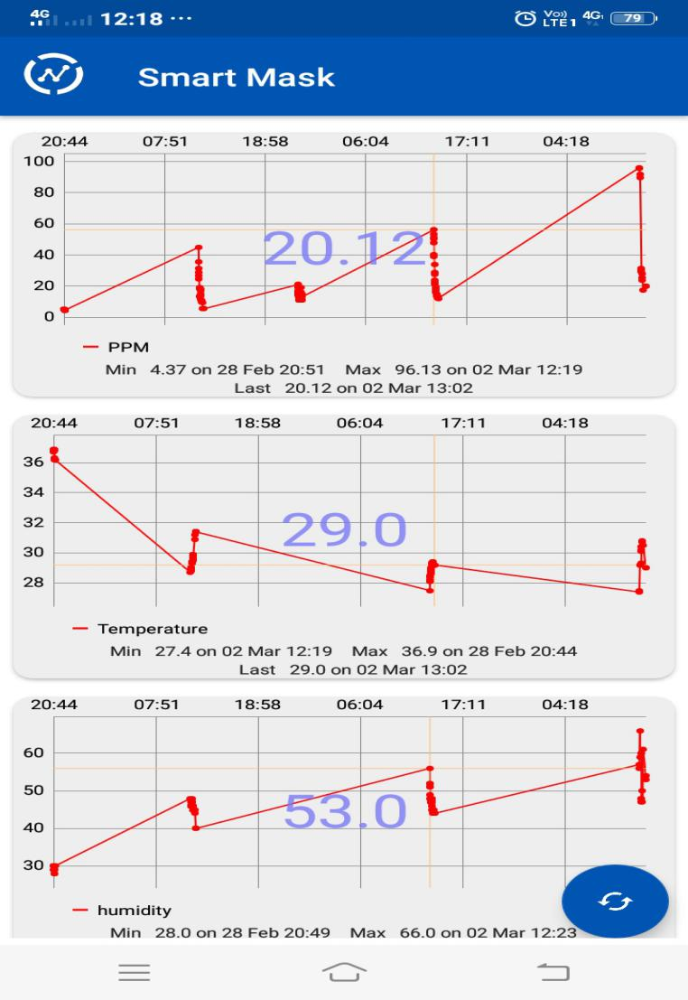 4G 12:18 ··· Vo)) LTE1 4G1 79
Smart Mask
20:44 07:51 18:58 06:04 17:11 04:18
100
80
60
40
20
0
20.12
PPM
Min 4.37 on 28 Feb 20:51 Max 96.13 on 02 Mar 12:19
Last 20.12 on 02 Mar 13:02
20:44 07:51 18:58 06:04 17:11 04:18
36
34
32
30
28
29.0
Temperature
Min 27.4 on 02 Mar 12:19 Max 36.9 on 28 Feb 20:44
Last 29.0 on 02 Mar 13:02
20:44 07:51 18:58 06:04 17:11 04:18
60
50
40
30
53.0
humidity
Min 28.0 on 28 Feb 20:49 Max 66.0 on 02 Mar 12:23